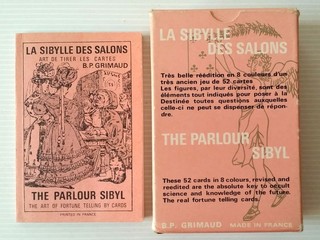 LA SIBYLLE DES SALONS
ART DE TIRER LES CARTES
B.P. GRIMAUD
THE PARLOUR SIBYL
THE ART OF FORTUNE TELLING BY CARDS
PRINTED IN FRANCE
LA SIBYLLE
DES SALONS
Très belle réédition en 8 couleurs d'un
très ancien jeu de 52 cartes
Les figures, par leur diversité, sont des
éléments tout indiqués pour poser à la
Destinée toutes questions auxquelles
celle-ci ne peut se dispenser de répon-
dre.
THE PARLOUR
SIBYL
These 52 cards in 8 colours, revised and
reedited are the absolute key to occult
science and knowledge of the future.
The real fortune telling cards.
B.P. GRIMAUD MADE IN FRANCE